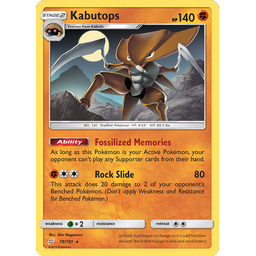 STAGE 2 Kabutops HP 140
Evolves from Kabuto
NO. 141 Shellfish Pokémon HT: 4'03" WT: 89.3 lbs.
Ability Fossilized Memories
As long as this Pokémon is your Active Pokémon, your
opponent can't play any Supporter cards from their hand.
Rock Slide 80
This attack does 20 damage to 2 of your opponent's
Benched Pokémon. (Don't apply Weakness and
Resistance for Benched Pokémon.)
weakness ×2 resistance retreat
78/181